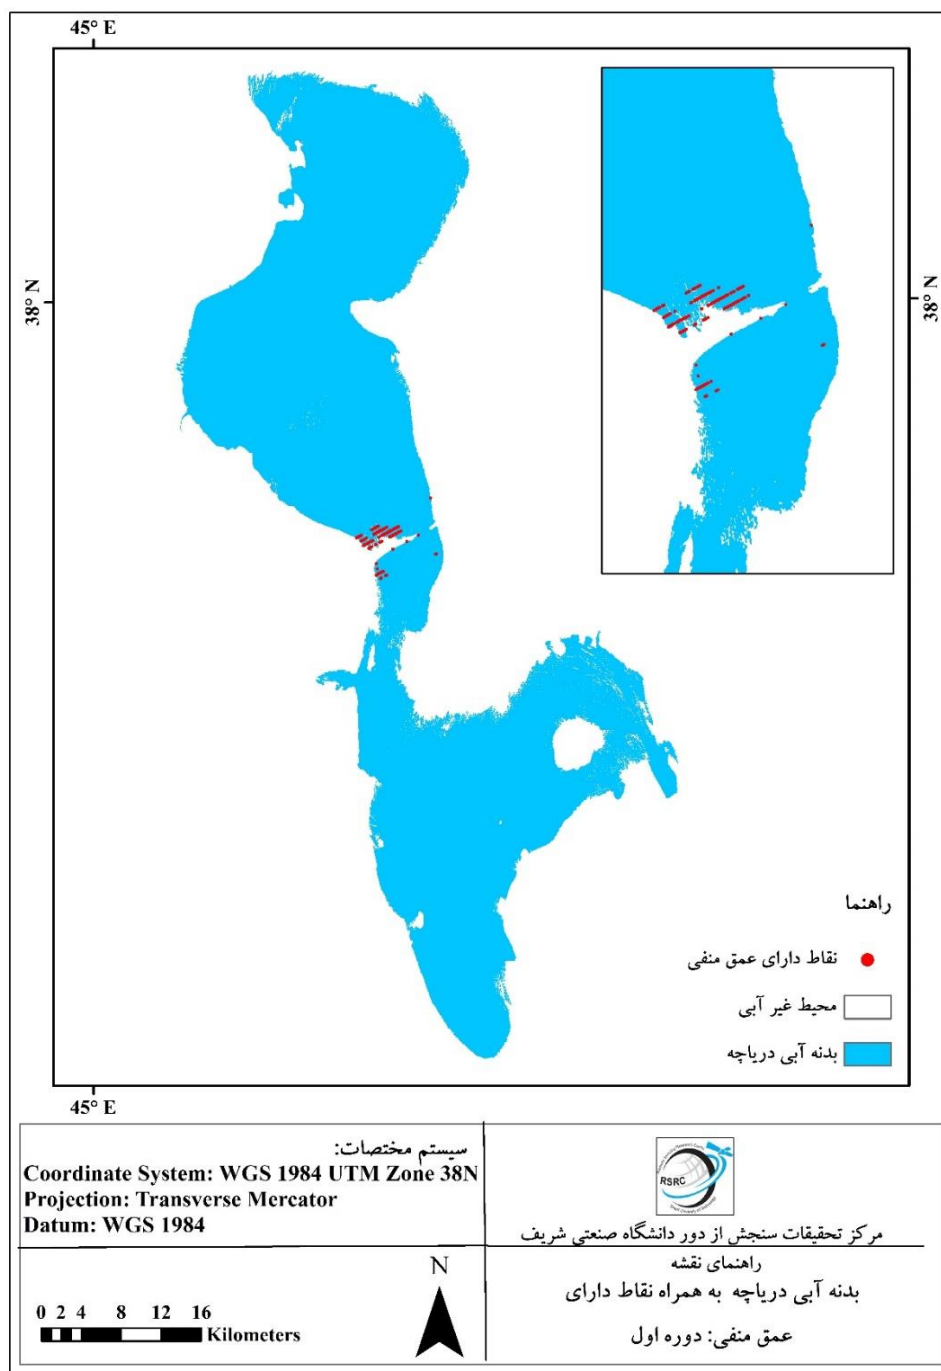 45° E
38° N
38° N
راهنما
نقاط دارای عمق منفی
محیط غیر آبی
بدنه آبی دریاچه
45° E
سیستم مختصات:
Coordinate System: WGS 1984 UTM Zone 38N
Projection: Transverse Mercator
Datum: WGS 1984
RSRC
مرکز تحقیقات سنجش از دور دانشگاه صنعتی شریف
راهنمای نقشه
بدنه آبی دریاچه به همراه نقاط دارای
عمق منفی: دوره اول
N
0 2 4 8 12 16
Kilometers